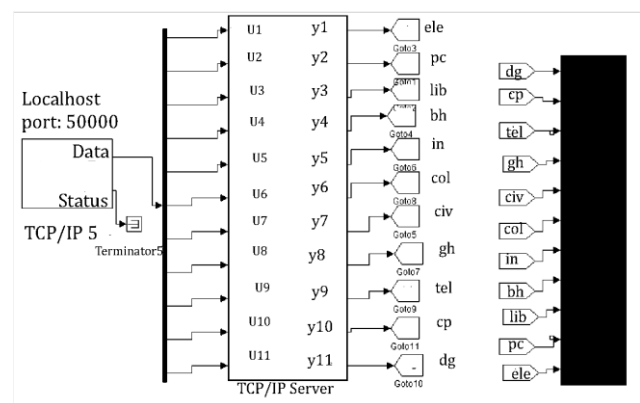 Localhost
port: 50000
Data
Status
TCP/IP 5
Terminator5
U1
U2
U3
U4
U5
U6
U7
U8
U9
U10
U11
y1
y2
y3
y4
y5
y6
y7
y8
y9
y10
y11
TCP/IP Server
ele
Goto3
pc
Goto1
lib
bh
Goto4
in
Goto6
col
Goto8
civ
Goto5
gh
Goto7
tel
Goto9
cp
Goto11
dg
Goto10
dg
cp
tel
gh
civ
col
in
bh
lib
pc
ele